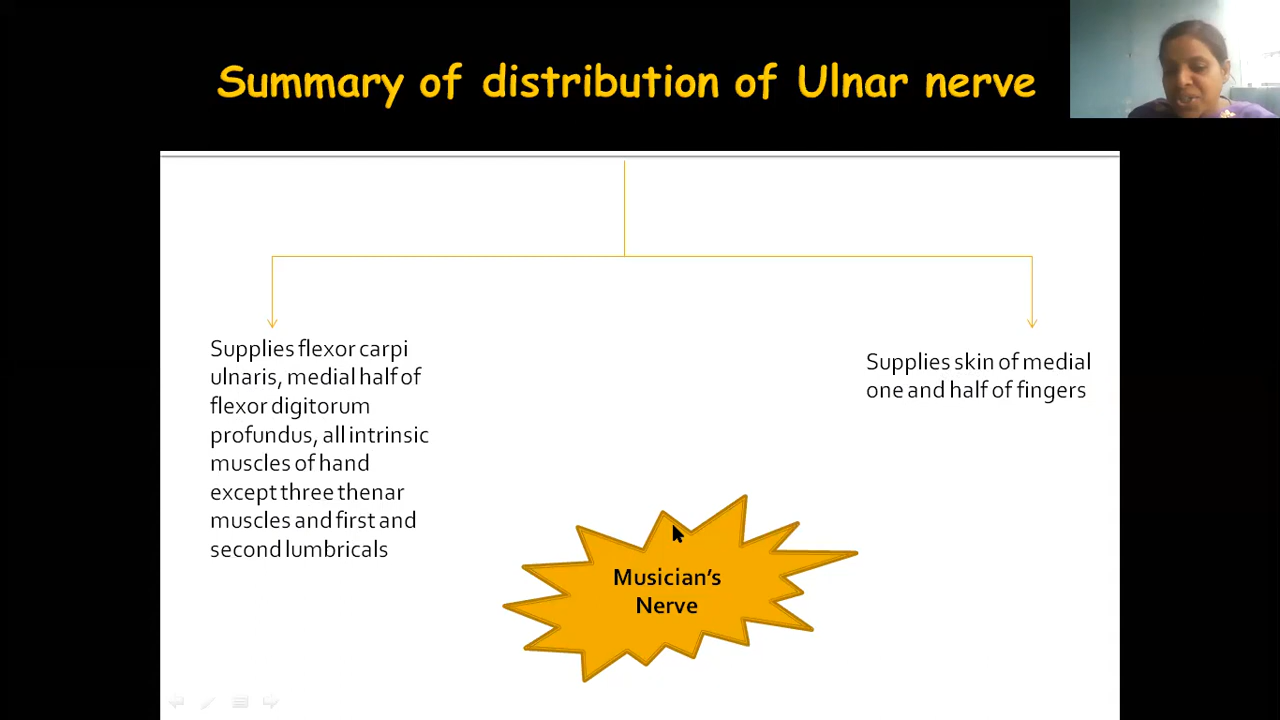 Summary of distribution of Ulnar nerve
Supplies flexor carpi
ulnaris, medial half of
flexor digitorum
profundus, all intrinsic
muscles of hand
except three thenar
muscles and first and
second lumbricals
Supplies skin of medial
one and half of fingers
Musician's
Nerve